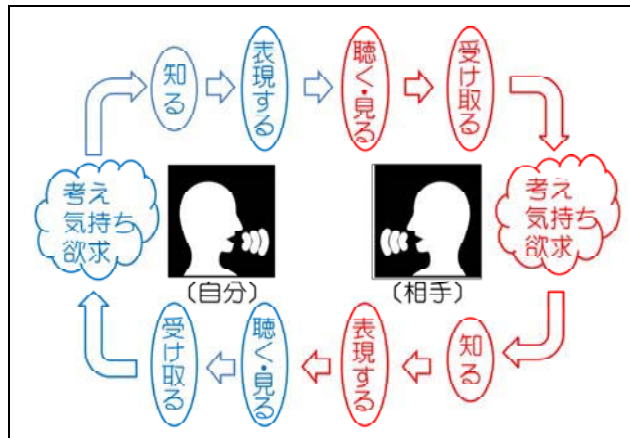 知る
表現する
聴く・見る
受け取る
考え
気持ち
欲求
(自分)
(相手)
考え
気持ち
欲求
受け取る
聴く・見る
表現する
知る